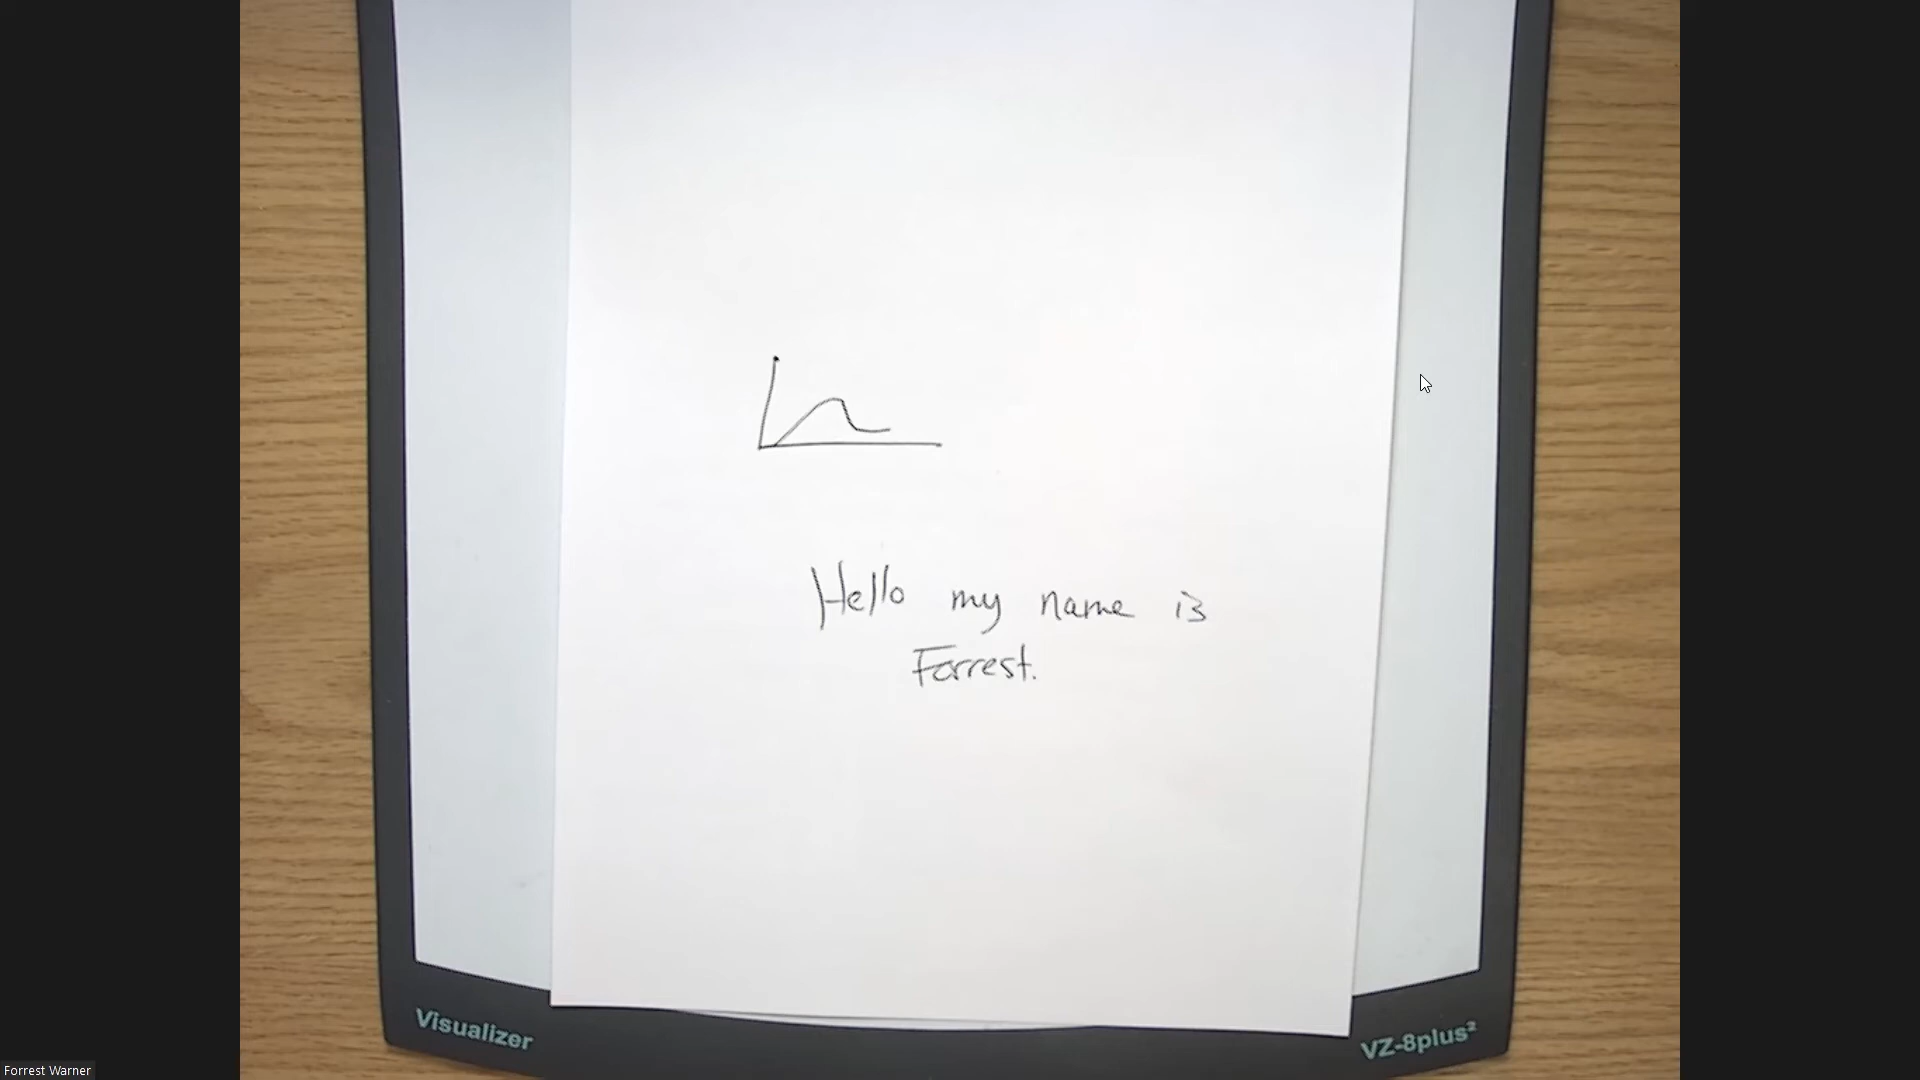 Hello my name is
Forrest.
Visualizer
VZ-8plus²
Forrest Warner